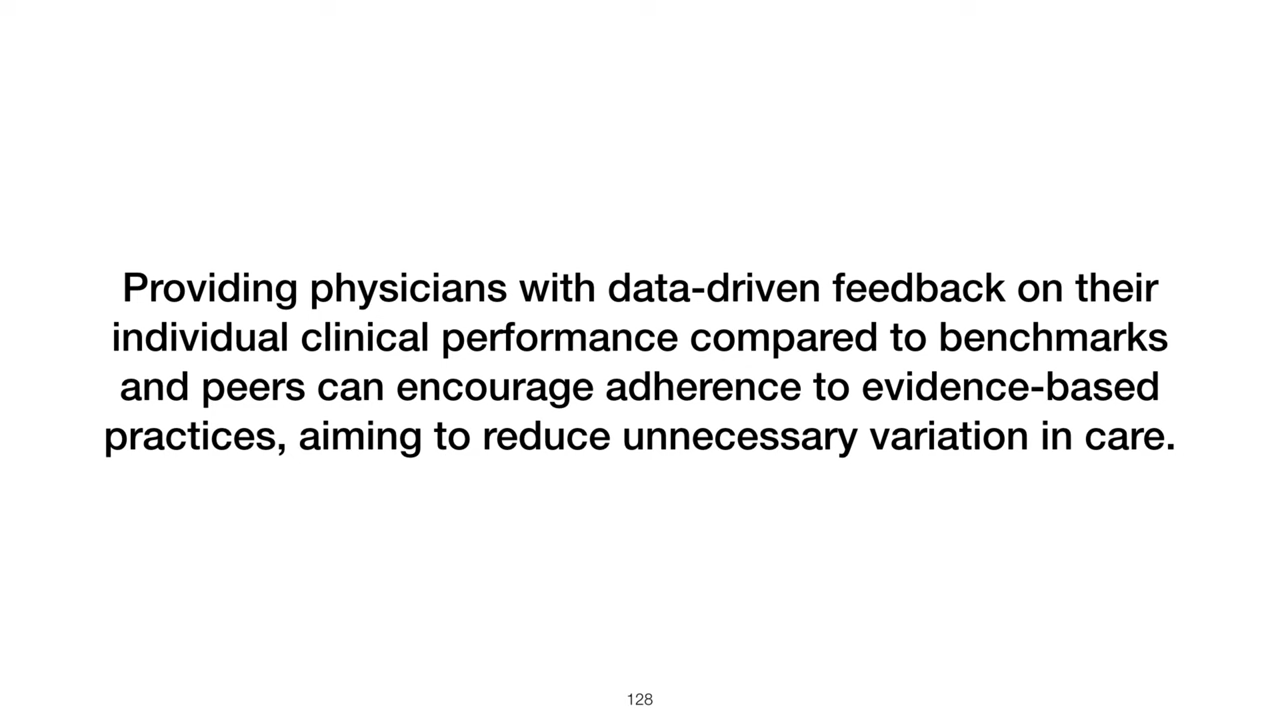 Providing physicians with data-driven feedback on their
individual clinical performance compared to benchmarks
and peers can encourage adherence to evidence-based
practices, aiming to reduce unnecessary variation in care.
128